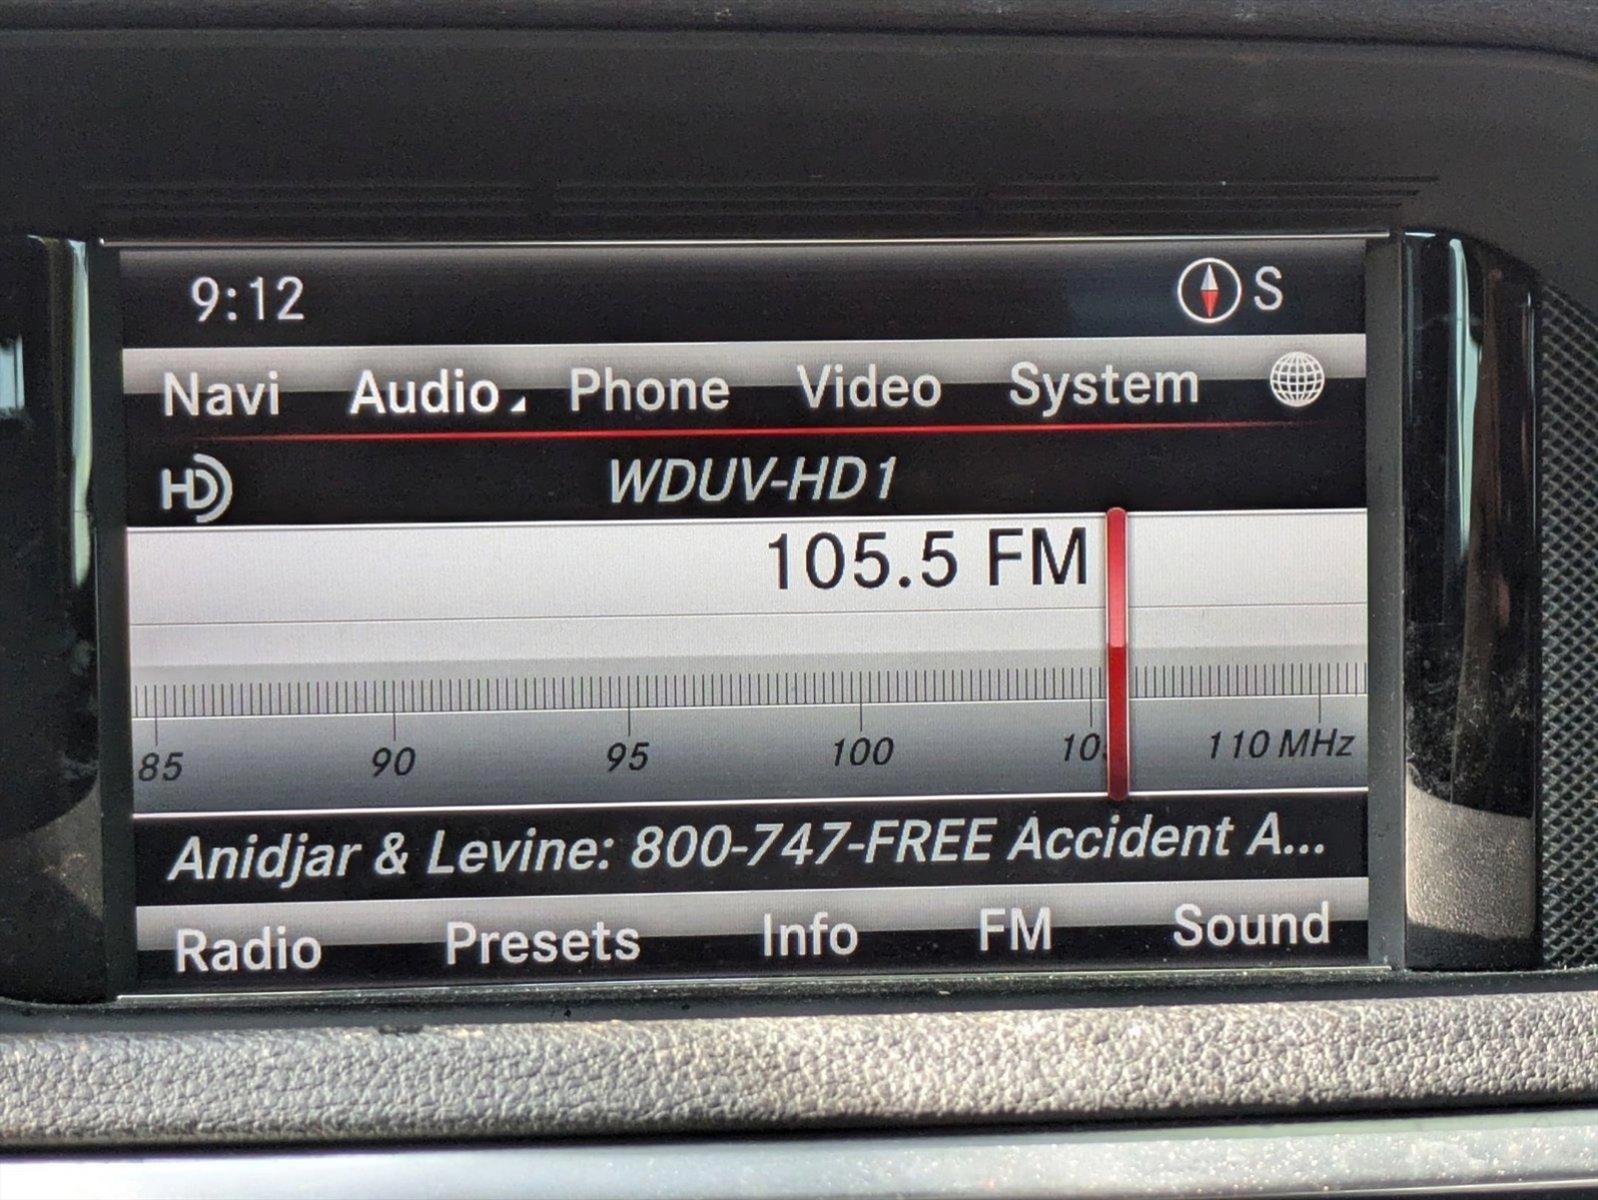 9:12 S
Navi Audio Phone Video System
HD WDUV-HD1
105.5 FM
85 90 95 100 10 110 MHz
Anidjar & Levine: 800-747-FREE Accident A...
Radio Presets Info FM Sound